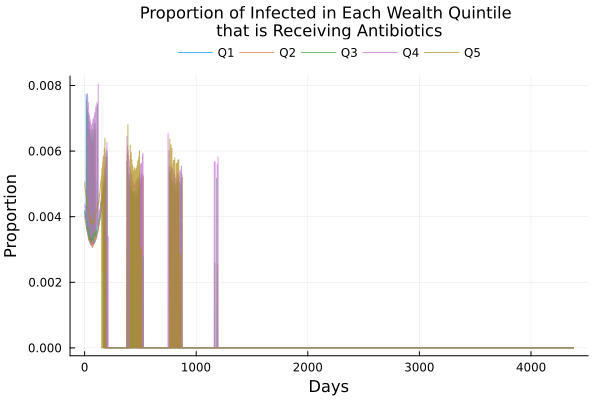 Proportion of Infected in Each Wealth Quintile
that is Receiving Antibiotics
Q1 Q2 Q3 Q4 Q5
0.008
0.006
0.004
0.002
0.000
Proportion
0 1000 2000 3000 4000
Days